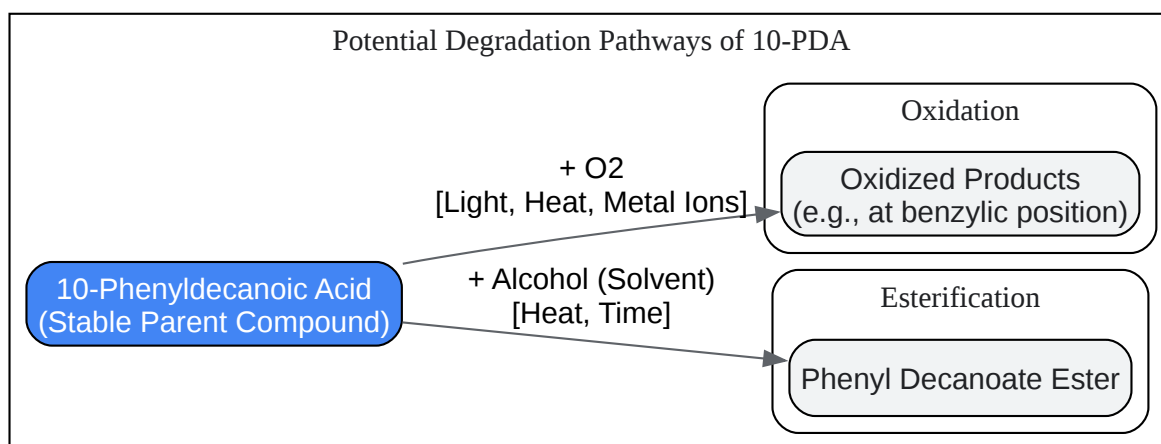 Potential Degradation Pathways of 10-PDA
Oxidation
+ O2
[Light, Heat, Metal Ions]
Oxidized Products
(e.g., at benzylic position)
10-Phenyldecanoic Acid
(Stable Parent Compound)
+ Alcohol (Solvent)
[Heat, Time]
Esterification
Phenyl Decanoate Ester